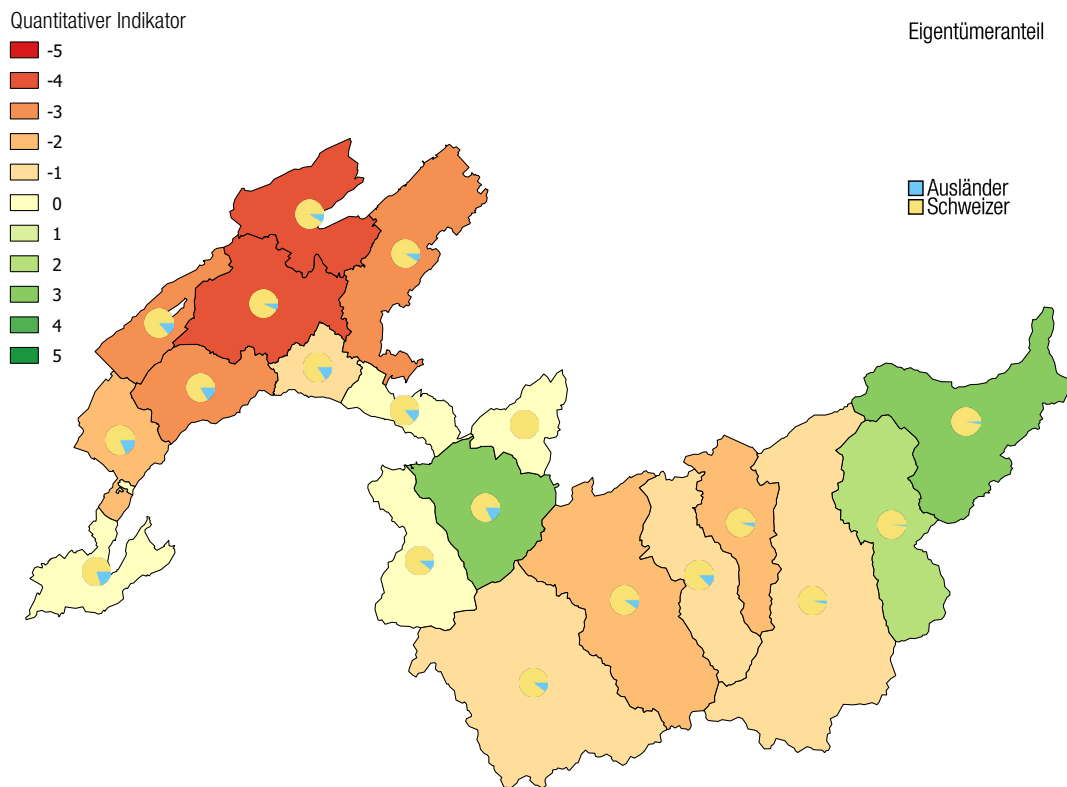 Quantitativer Indikator
-5
-4
-3
-2
-1
0
1
2
3
4
5
Eigentümeranteil
Ausländer
Schweizer